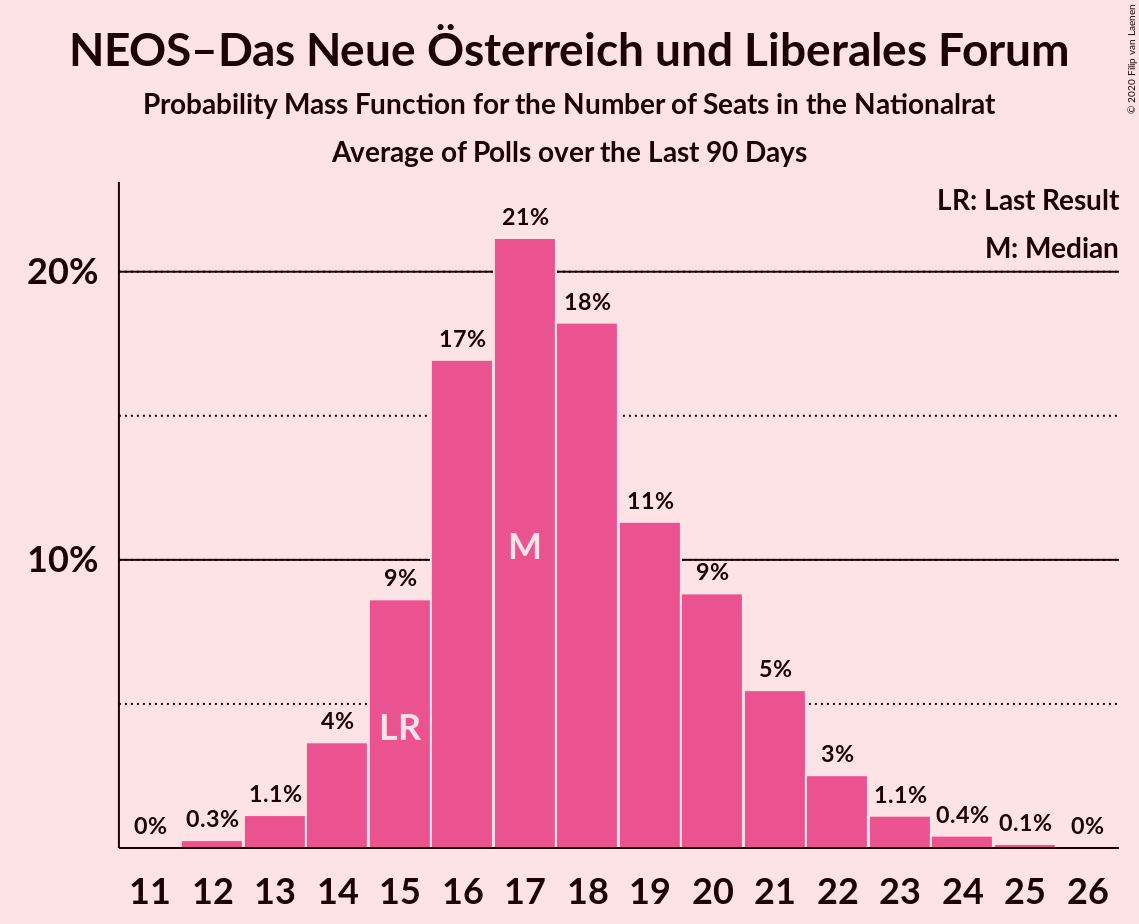 NEOS–Das Neue Österreich und Liberales Forum
Probability Mass Function for the Number of Seats in the Nationalrat
Average of Polls over the Last 90 Days
© 2020 Filip van Laenen
LR: Last Result
M: Median
20%
10%
0%
0.3%
1.1%
4%
9%
17%
21%
18%
11%
9%
5%
3%
1.1%
0.4%
0.1%
0%
LR
M
11 12 13 14 15 16 17 18 19 20 21 22 23 24 25 26